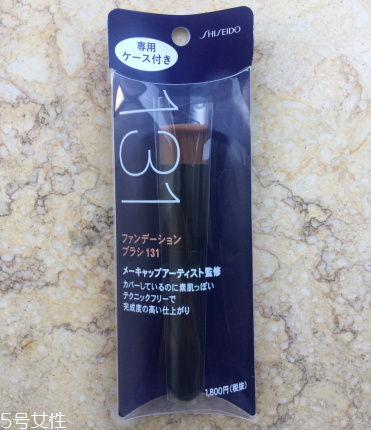 SHISEIDO
専用
ケース付き
131
ファンデーション
ブラシ 131
メーキャップアーティスト監修
カバーしているのに素肌っぽい
テクニックフリーで
完成度の高い仕上がり
1,800円(税抜)
5号女性